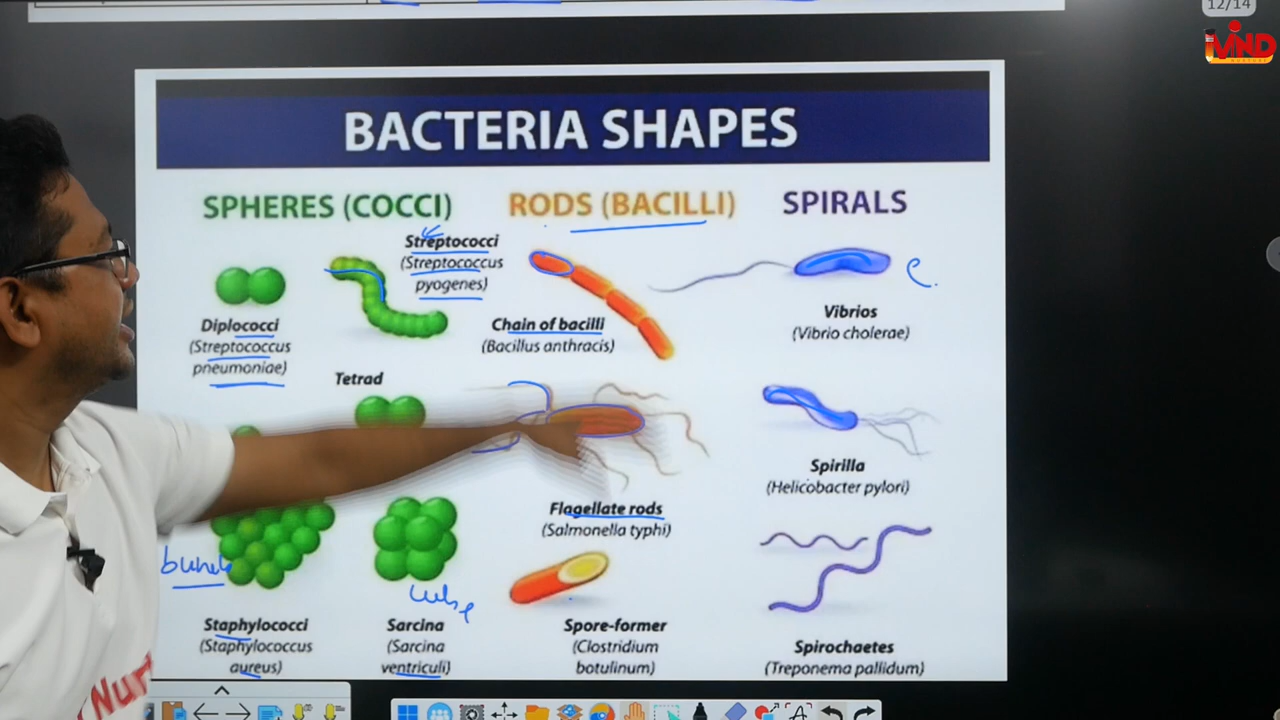 12/14
MIND
BACTERIA SHAPES
SPHERES (COCCI)
RODS (BACILLI)
SPIRALS
Diplococci
(Streptococcus
pneumoniae)
Streptococci
(Streptococcus
pyogenes)
Tetrad
Staphylococci
(Staphylococcus
aureus)
Sarcina
(Sarcina
ventriculi)
cube
Chain of bacilli
(Bacillus anthracis)
Flagellate rods
(Salmonella typhi)
Spore-former
(Clostridium
botulinum)
Vibrios
(Vibrio cholerae)
Spirilla
(Helicobacter pylori)
Spirochaetes
(Treponema pallidum)